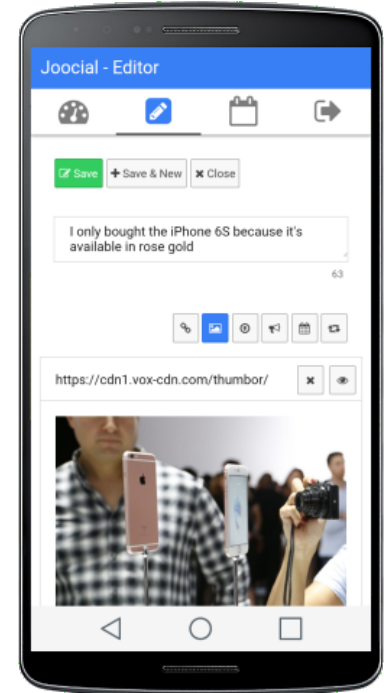 Joocial - Editor
Save
Save & New
Close
I only bought the iPhone 6S because it's
available in rose gold
63
https://cdn1.vox-cdn.com/thumbor/